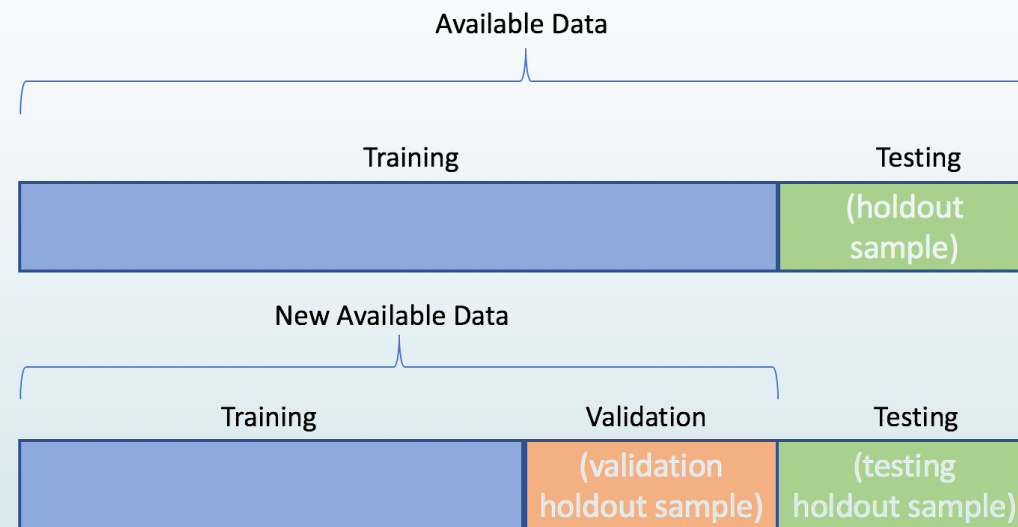 Available Data
Training Testing
(holdout
sample)
New Available Data
Training Validation Testing
(validation (testing
holdout sample) holdout sample)